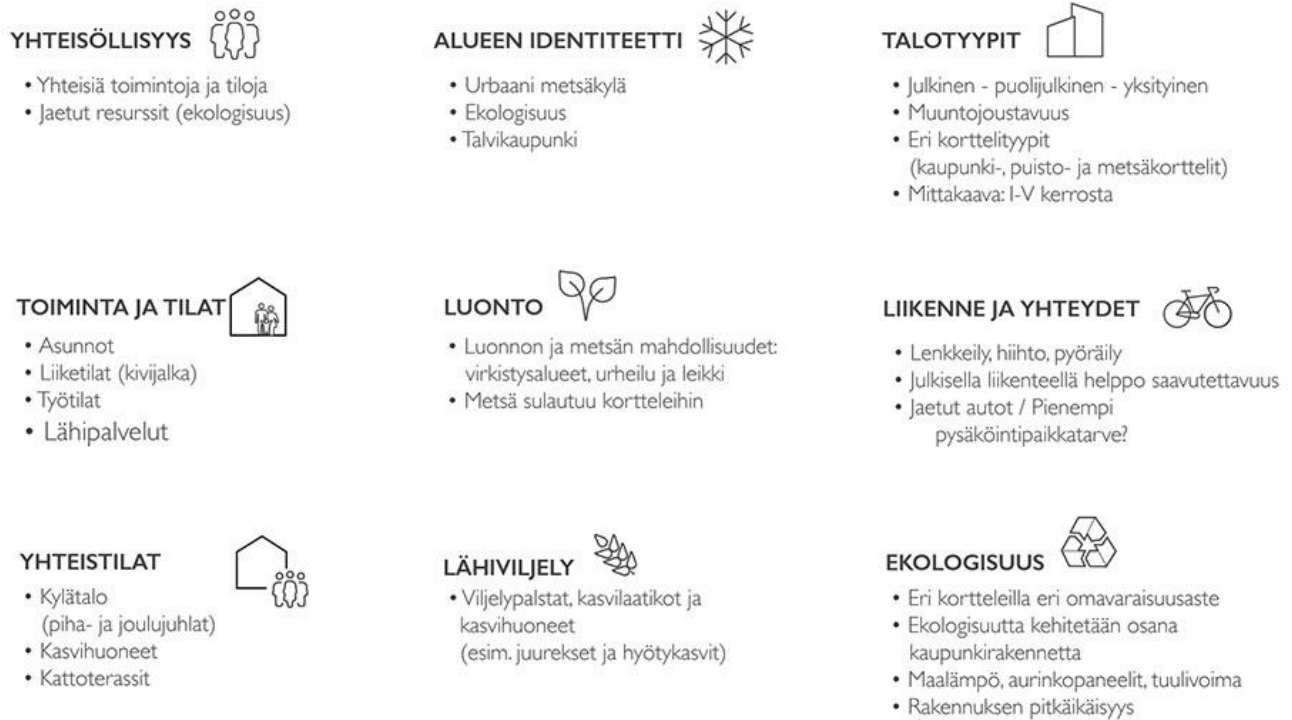 YHTEISÖLLISYYS
• Yhteisiä toimintoja ja tiloja
• Jaetut resurssit (ekologisuus)
ALUEEN IDENTITEETTI
• Urbaani metsäkylä
• Ekologisuus
• Talvikaupunki
TALOTYYPIT
• Julkinen - puolijulkinen - yksityinen
• Muuntojoustavuus
• Eri korttelityypit
(kaupunki-, puisto- ja metsäkorttelit)
• Mittakaava: I-V kerrosta
TOIMINTA JA TILAT
• Asunnot
• Liiketilat (kivijalka)
• Työtilat
• Lähipalvelut
LUONTO
• Luonnon ja metsän mahdollisuudet:
virkistysalueet, urheilu ja leikki
• Metsä sulautuu kortteleihin
LIIKENNE JA YHTEYDET
• Lenkkeily, hiihto, pyöräily
• Julkisella liikenteellä helppo saavutettavuus
• Jaetut autot / Pienempi
pysäköintipaikkatarve?
YHTEISTILAT
• Kylätalo
(piha- ja joulujuhlat)
• Kasvihuoneet
• Kattoterassit
LÄHIVILJELY
• Viljelypalstat, kasvilaatikot ja
kasvihuoneet
(esim. juurekset ja hyötykasvit)
EKOLOGISUUS
• Eri kortteleilla eri omavaraisuusaste
• Ekologisuutta kehitetään osana
kaupunkirakennetta
• Maalämpö, aurinkopaneelit, tuulivoima
• Rakennuksen pitkäikäisyys